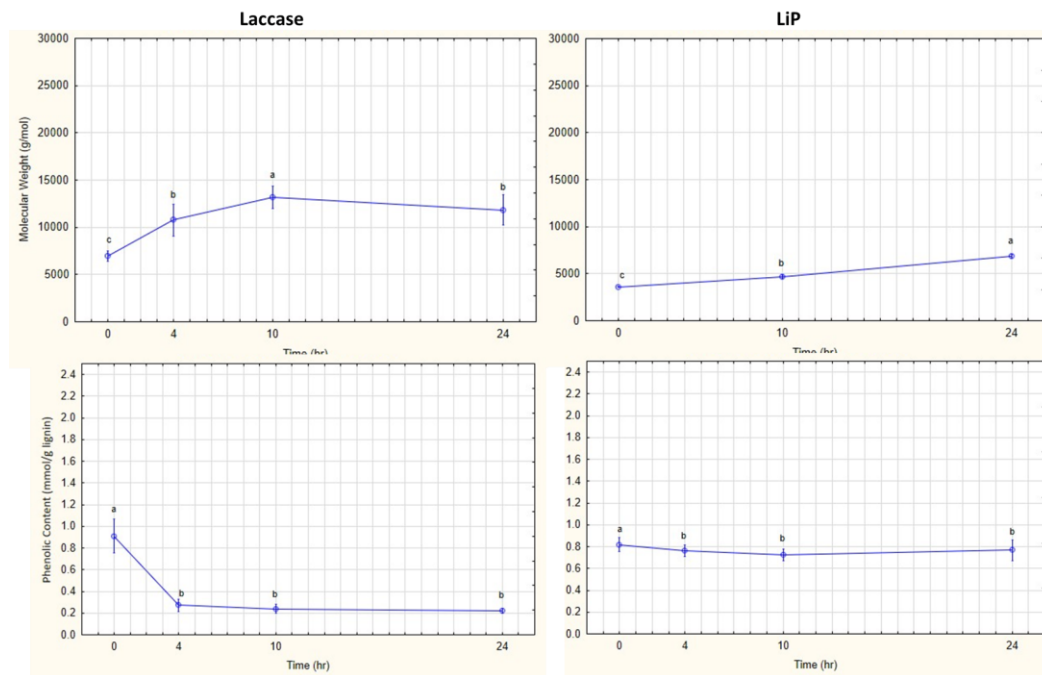 Laccase
LiP
Molecular Weight (g/mol)
30000
25000
20000
15000
10000
5000
0
c
b
a
b
0 4 10 24
Time (hr)
30000
25000
20000
15000
10000
5000
0
c
b
a
0 10 24
Time (hr)
Phenolic Content (mmol/g lignin)
2.4
2.2
2.0
1.8
1.6
1.4
1.2
1.0
0.8
0.6
0.4
0.2
0.0
a
b
b
b
0 4 10 24
Time (hr)
2.4
2.2
2.0
1.8
1.6
1.4
1.2
1.0
0.8
0.6
0.4
0.2
0.0
a
b
b
b
0 4 10 24
Time (hr)